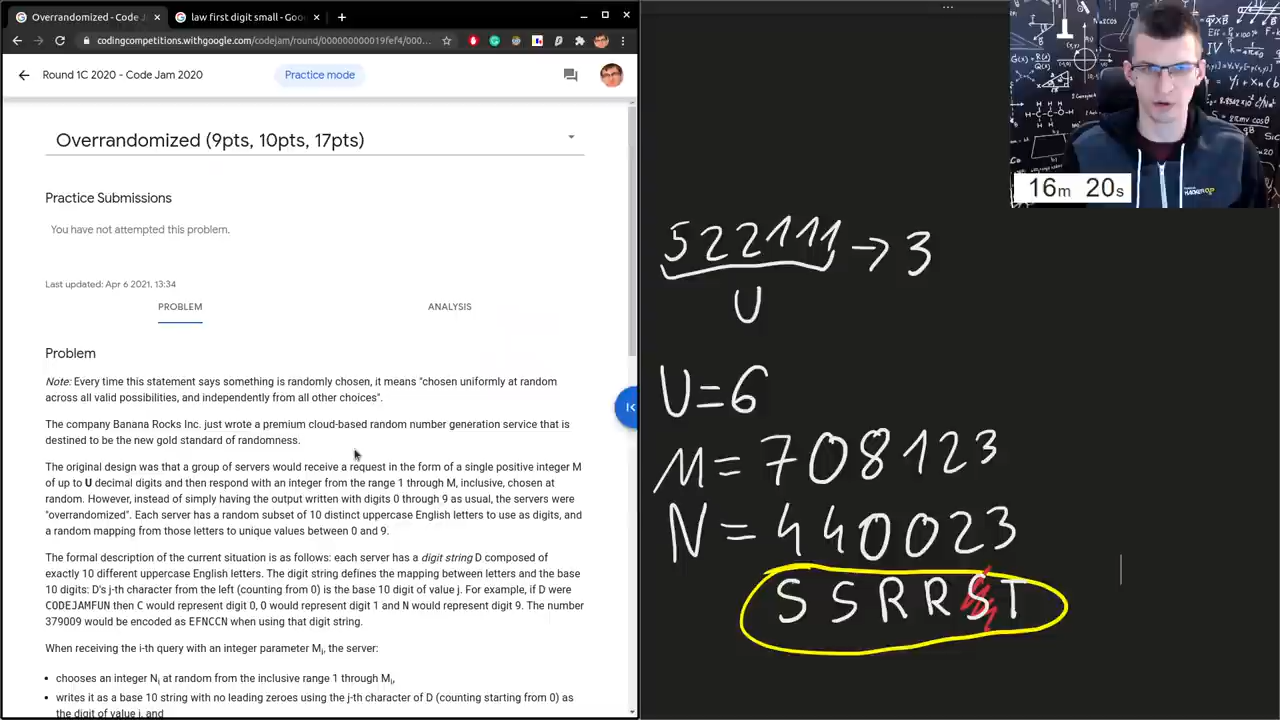 Overrandomized - Code J
law first digit small - Goo
codingcompetitions.withgoogle.com/codejam/round/000000000019fef4/000...
Round 1C 2020 - Code Jam 2020
Practice mode
Overrandomized (9pts, 10pts, 17pts)
Practice Submissions
You have not attempted this problem.
Last updated: Apr 6 2021, 13:34
PROBLEM
ANALYSIS
Problem
Note: Every time this statement says something is randomly chosen, it means "chosen uniformly at random
across all valid possibilities, and independently from all other choices".
The company Banana Rocks Inc. just wrote a premium cloud-based random number generation service that is
destined to be the new gold standard of randomness.
The original design was that a group of servers would receive a request in the form of a single positive integer M
of up to U decimal digits and then respond with an integer from the range 1 through M, inclusive, chosen at
random. However, instead of simply having the output written with digits 0 through 9 as usual, the servers were
"overrandomized". Each server has a random subset of 10 distinct uppercase English letters to use as digits, and
a random mapping from those letters to unique values between 0 and 9.
The formal description of the current situation is as follows: each server has a digit string D composed of
exactly 10 different uppercase English letters. The digit string defines the mapping between letters and the base
10 digits: D's j-th character from the left (counting from 0) is the base 10 digit of value j. For example, if D were
CODEJAMFUN then C would represent digit 0, O would represent digit 1 and N would represent digit 9. The number
379009 would be encoded as EFNCCN when using that digit string.
When receiving the i-th query with an integer parameter Mi, the server:
• chooses an integer Ni at random from the inclusive range 1 through Mi,
• writes it as a base 10 string with no leading zeroes using the j-th character of D (counting starting from 0) as
the digit of value j, and
522111 → 3
U
U=6
M=708123
N=440023
SSRRST
16m 20s